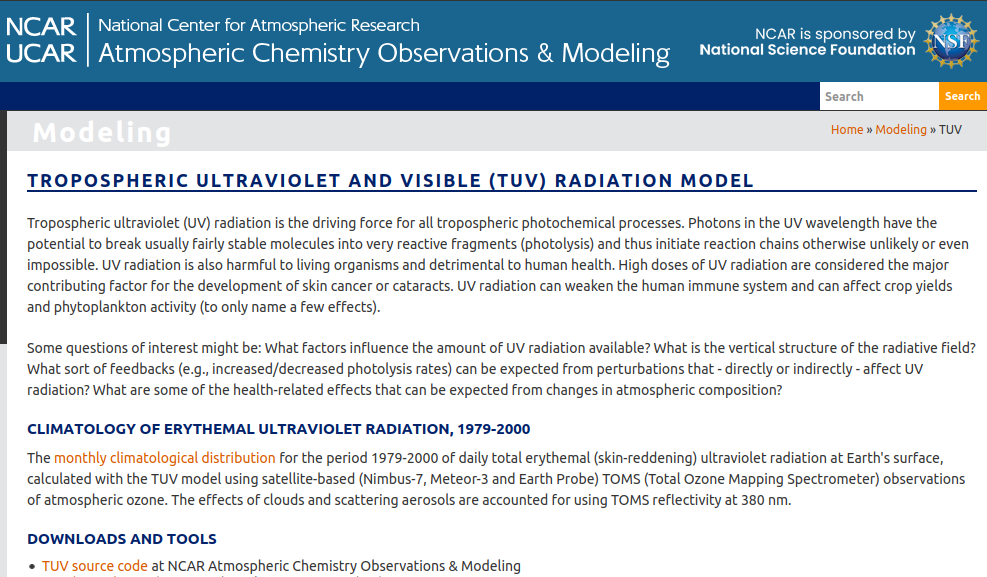 NCAR
UCAR
National Center for Atmospheric Research
Atmospheric Chemistry Observations & Modeling
NCAR is sponsored by
National Science Foundation
NSF
Search
Search
Modeling
Home » Modeling » TUV
TROPOSPHERIC ULTRAVIOLET AND VISIBLE (TUV) RADIATION MODEL
Tropospheric ultraviolet (UV) radiation is the driving force for all tropospheric photochemical processes. Photons in the UV wavelength have the
potential to break usually fairly stable molecules into very reactive fragments (photolysis) and thus initiate reaction chains otherwise unlikely or even
impossible. UV radiation is also harmful to living organisms and detrimental to human health. High doses of UV radiation are considered the major
contributing factor for the development of skin cancer or cataracts. UV radiation can weaken the human immune system and can affect crop yields
and phytoplankton activity (to only name a few effects).
Some questions of interest might be: What factors influence the amount of UV radiation available? What is the vertical structure of the radiative field?
What sort of feedbacks (e.g., increased/decreased photolysis rates) can be expected from perturbations that - directly or indirectly - affect UV
radiation? What are some of the health-related effects that can be expected from changes in atmospheric composition?
CLIMATOLOGY OF ERYTHEMAL ULTRAVIOLET RADIATION, 1979-2000
The monthly climatological distribution for the period 1979-2000 of daily total erythemal (skin-reddening) ultraviolet radiation at Earth's surface,
calculated with the TUV model using satellite-based (Nimbus-7, Meteor-3 and Earth Probe) TOMS (Total Ozone Mapping Spectrometer) observations
of atmospheric ozone. The effects of clouds and scattering aerosols are accounted for using TOMS reflectivity at 380 nm.
DOWNLOADS AND TOOLS
• TUV source code at NCAR Atmospheric Chemistry Observations & Modeling